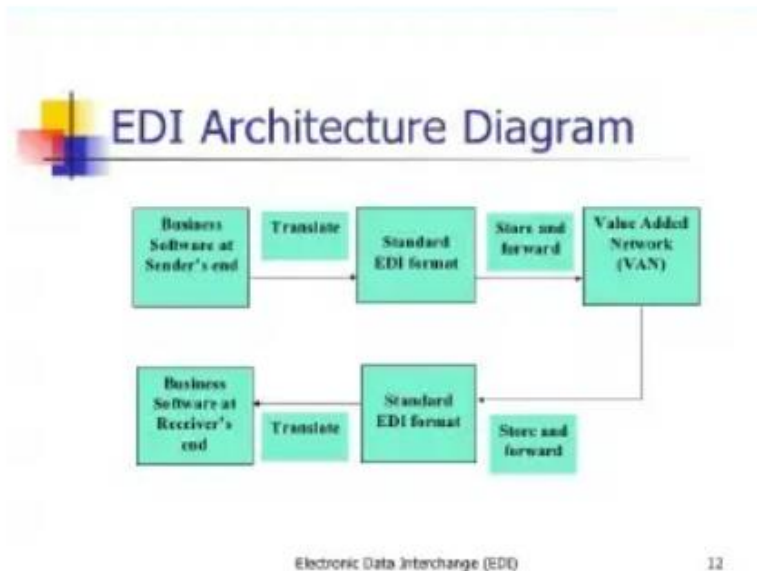 EDI Architecture Diagram
Business
Software at
Sender's end
Translate
Standard
EDI format
Store and
forward
Value Added
Network
(VAN)
Business
Software at
Receiver's
end
Translate
Standard
EDI format
Store and
forward
Electronic Data Interchange (EDI)
12